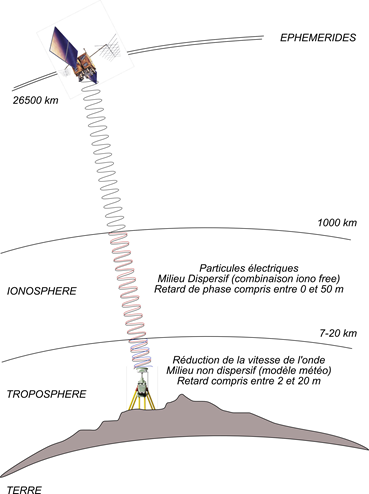 EPHEMERIDES
26500 km
1000 km
Particules électriques
Milieu Dispersif (combinaison iono free)
Retard de phase compris entre 0 et 50 m
IONOSPHERE
7-20 km
Réduction de la vitesse de l'onde
Milieu non dispersif (modèle météo)
Retard compris entre 2 et 20 m
TROPOSPHERE
TERRE